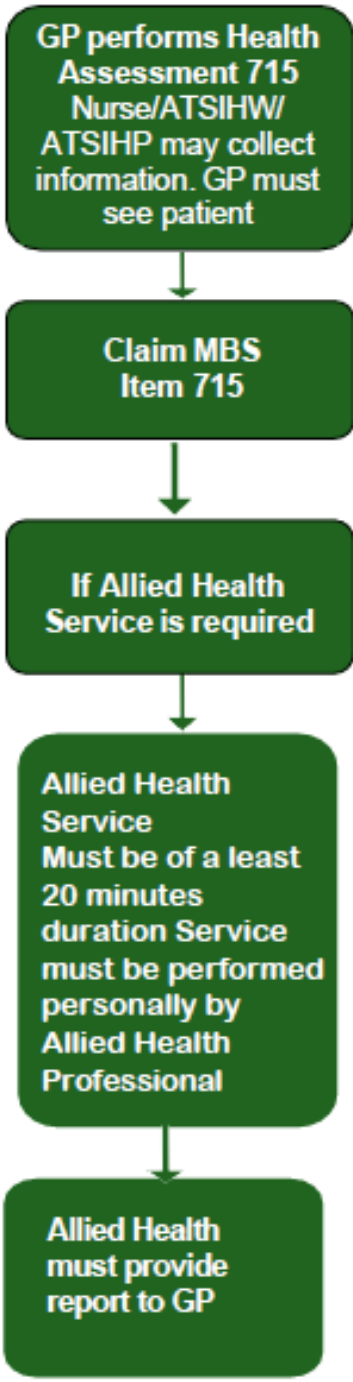 GP performs Health
Assessment 715
Nurse/ATSIHW/
ATSIHP may collect
information. GP must
see patient
Claim MBS
Item 715
If Allied Health
Service is required
Allied Health
Service
Must be of a least
20 minutes
duration Service
must be performed
personally by
Allied Health
Professional
Allied Health
must provide
report to GP